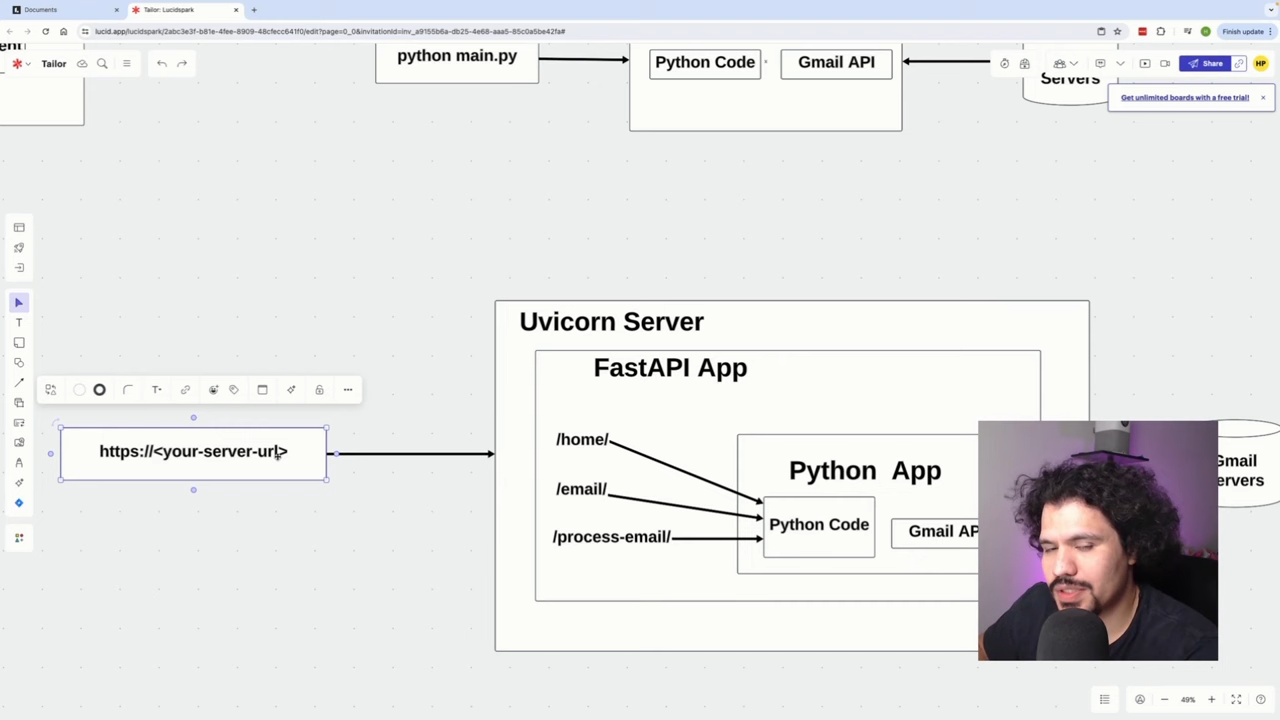 Documents
Tailor: Lucidspark
lucid.app/lucidspark/2abc3e3f-b81e-4fee-8909-48cfecc641f0/edit?page=0_0&invitationId=inv_a9155b6a-db25-4e68-aaa5-85c0a5be42fa#
Finish update
Tailor
Share
HP
Get unlimited boards with a free trial!
python main.py
Python Code
Gmail API
Servers
Uvicorn Server
FastAPI App
https://<your-server-url>
/home/
/email/
/process-email/
Python App
Python Code
Gmail AP
Gmail
ervers
49%